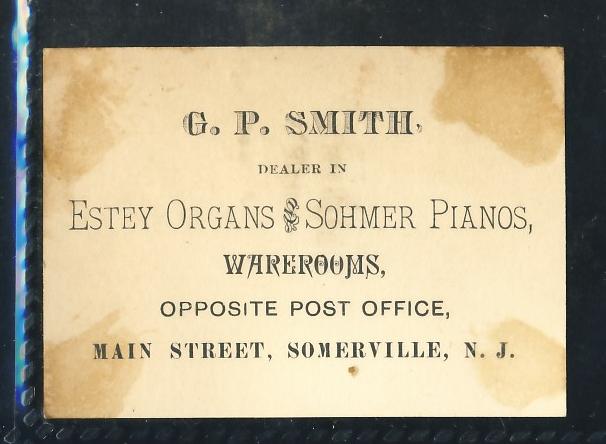 G. P. SMITH,
DEALER IN
ESTEY ORGANS & SOHMER PIANOS,
WAREROOMS,
OPPOSITE POST OFFICE,
MAIN STREET, SOMERVILLE, N. J.